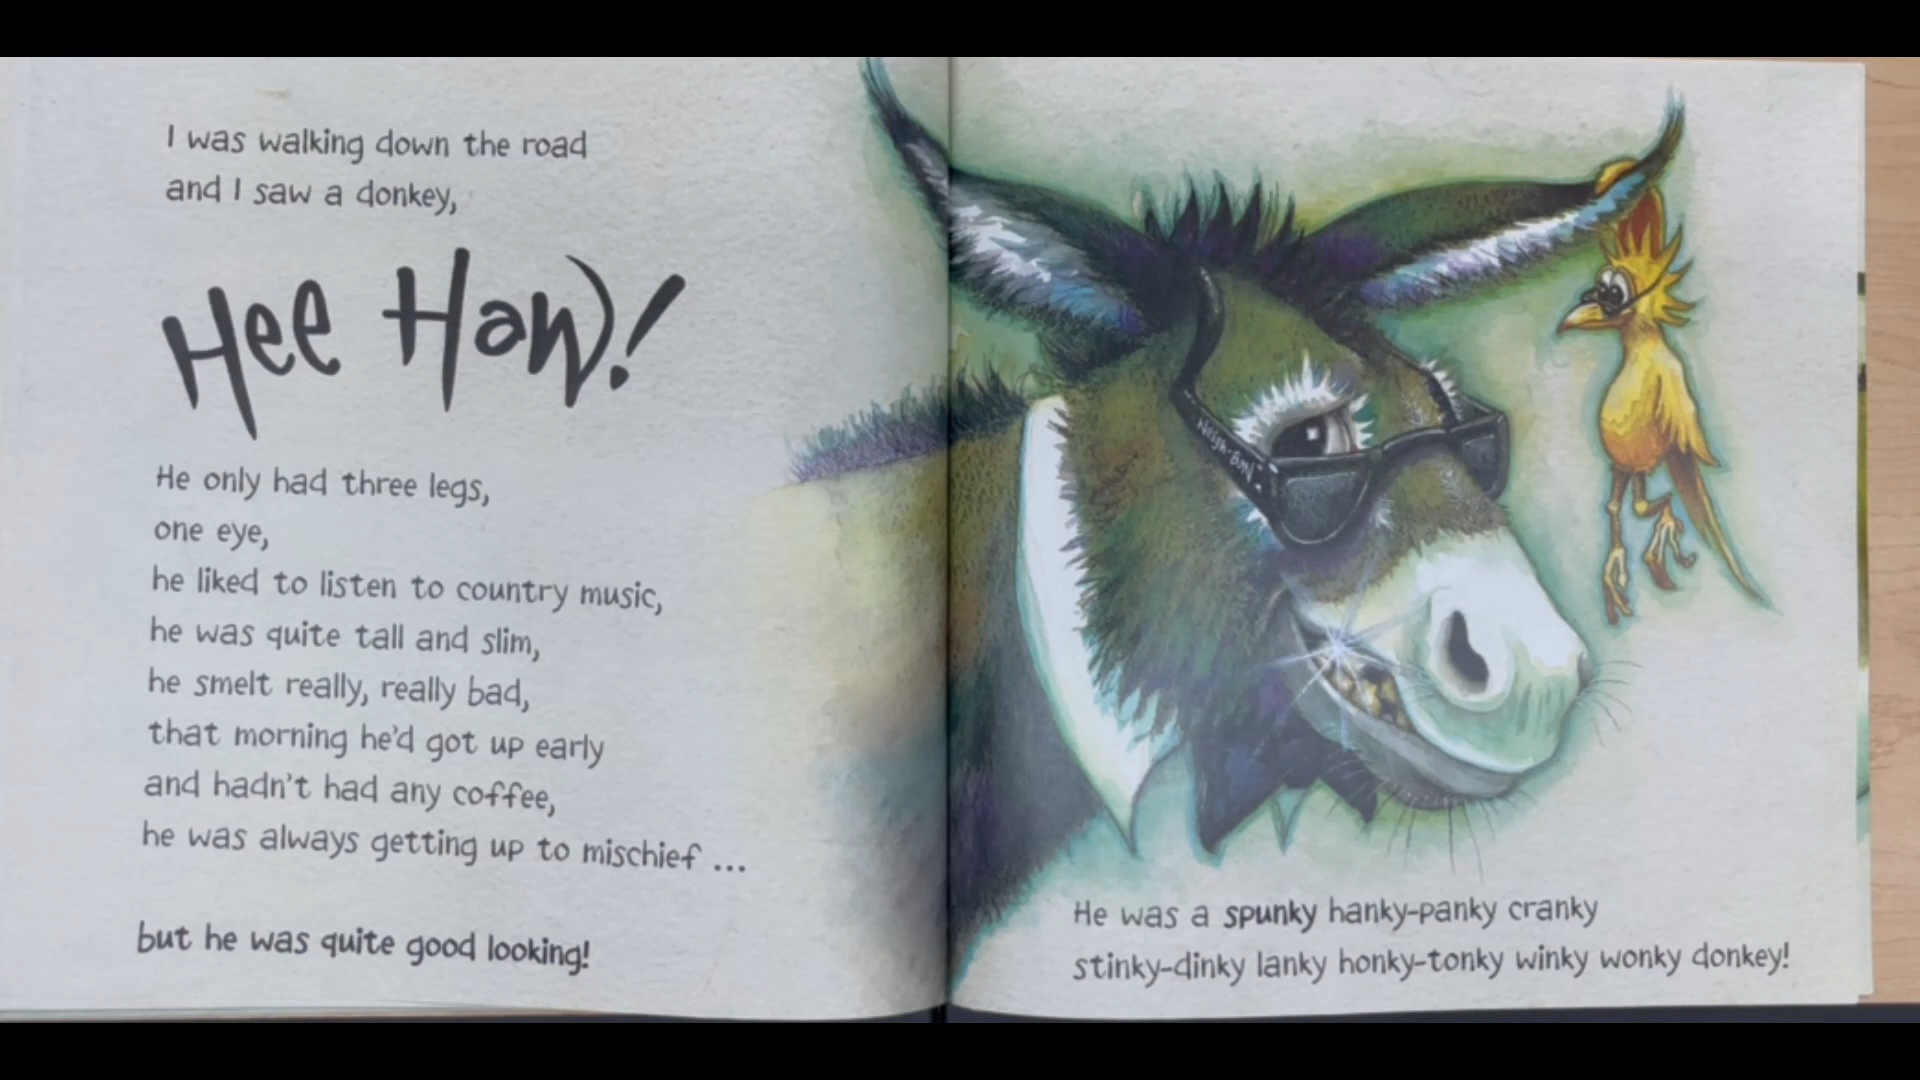 I was walking down the road
and I saw a donkey,
Hee Haw!
He only had three legs,
one eye,
he liked to listen to country music,
he was quite tall and slim,
he smelt really, really bad,
that morning he'd got up early
and hadn't had any coffee,
he was always getting up to mischief ...
but he was quite good looking!
Neigh-Ban
He was a spunky hanky-panky cranky
stinky-dinky lanky honky-tonky winky wonky donkey!